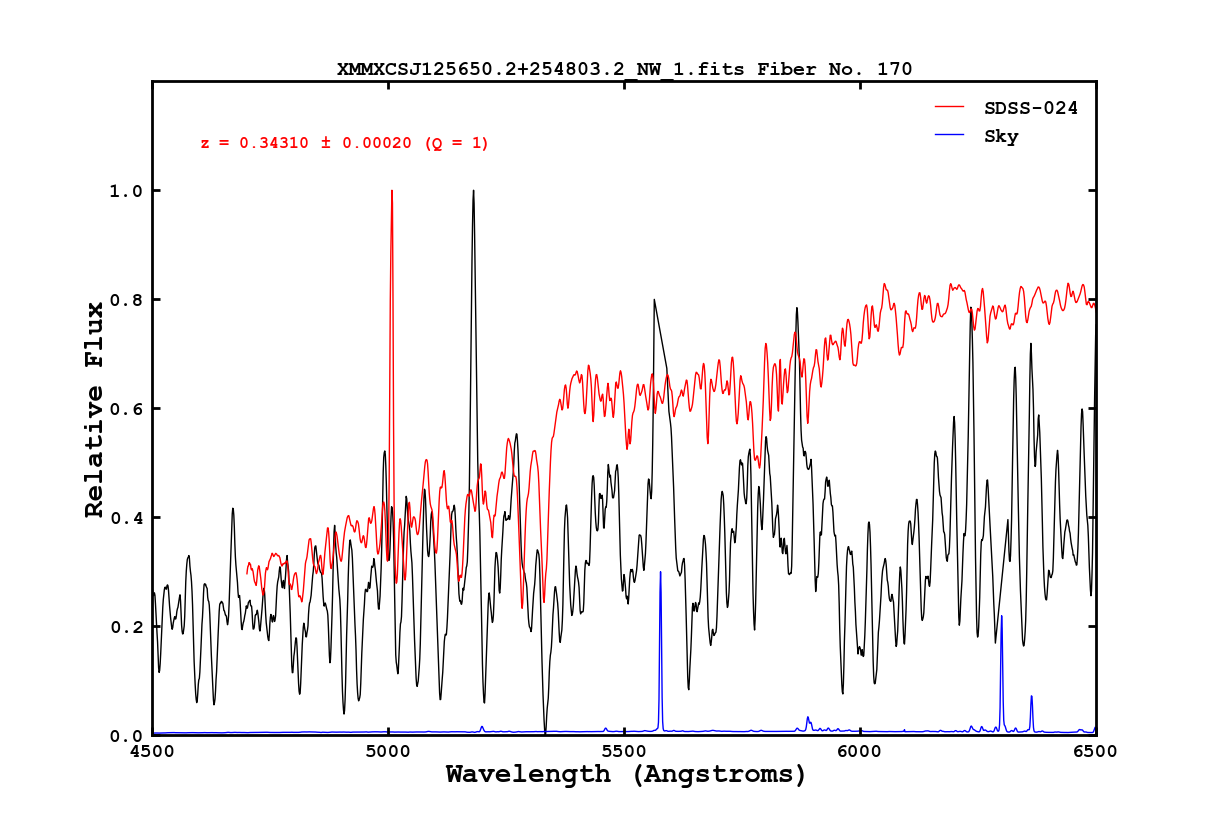 XMMXCSJ125650.2+254803.2_NW_1.fits Fiber No. 170
SDSS-024
Sky
z = 0.34310 ± 0.00020 (Q = 1)
1.0
0.8
0.6
0.4
0.2
0.0
Relative Flux
4500 5000 5500 6000 6500
Wavelength (Angstroms)